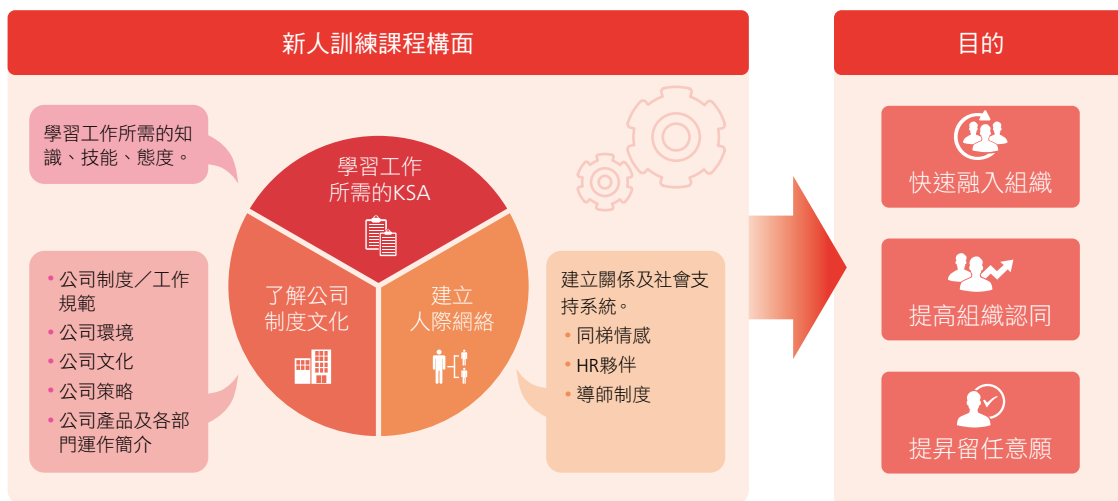 新人訓練課程構面
學習工作所需的知
識、技能、態度。
學習工作
所需的KSA
了解公司
制度文化
建立
人際網絡
• 公司制度／工作
規範
• 公司環境
• 公司文化
• 公司策略
• 公司產品及各部
門運作簡介
建立關係及社會支
持系統。
• 同梯情感
• HR夥伴
• 導師制度
目的
快速融入組織
提高組織認同
提昇留任意願